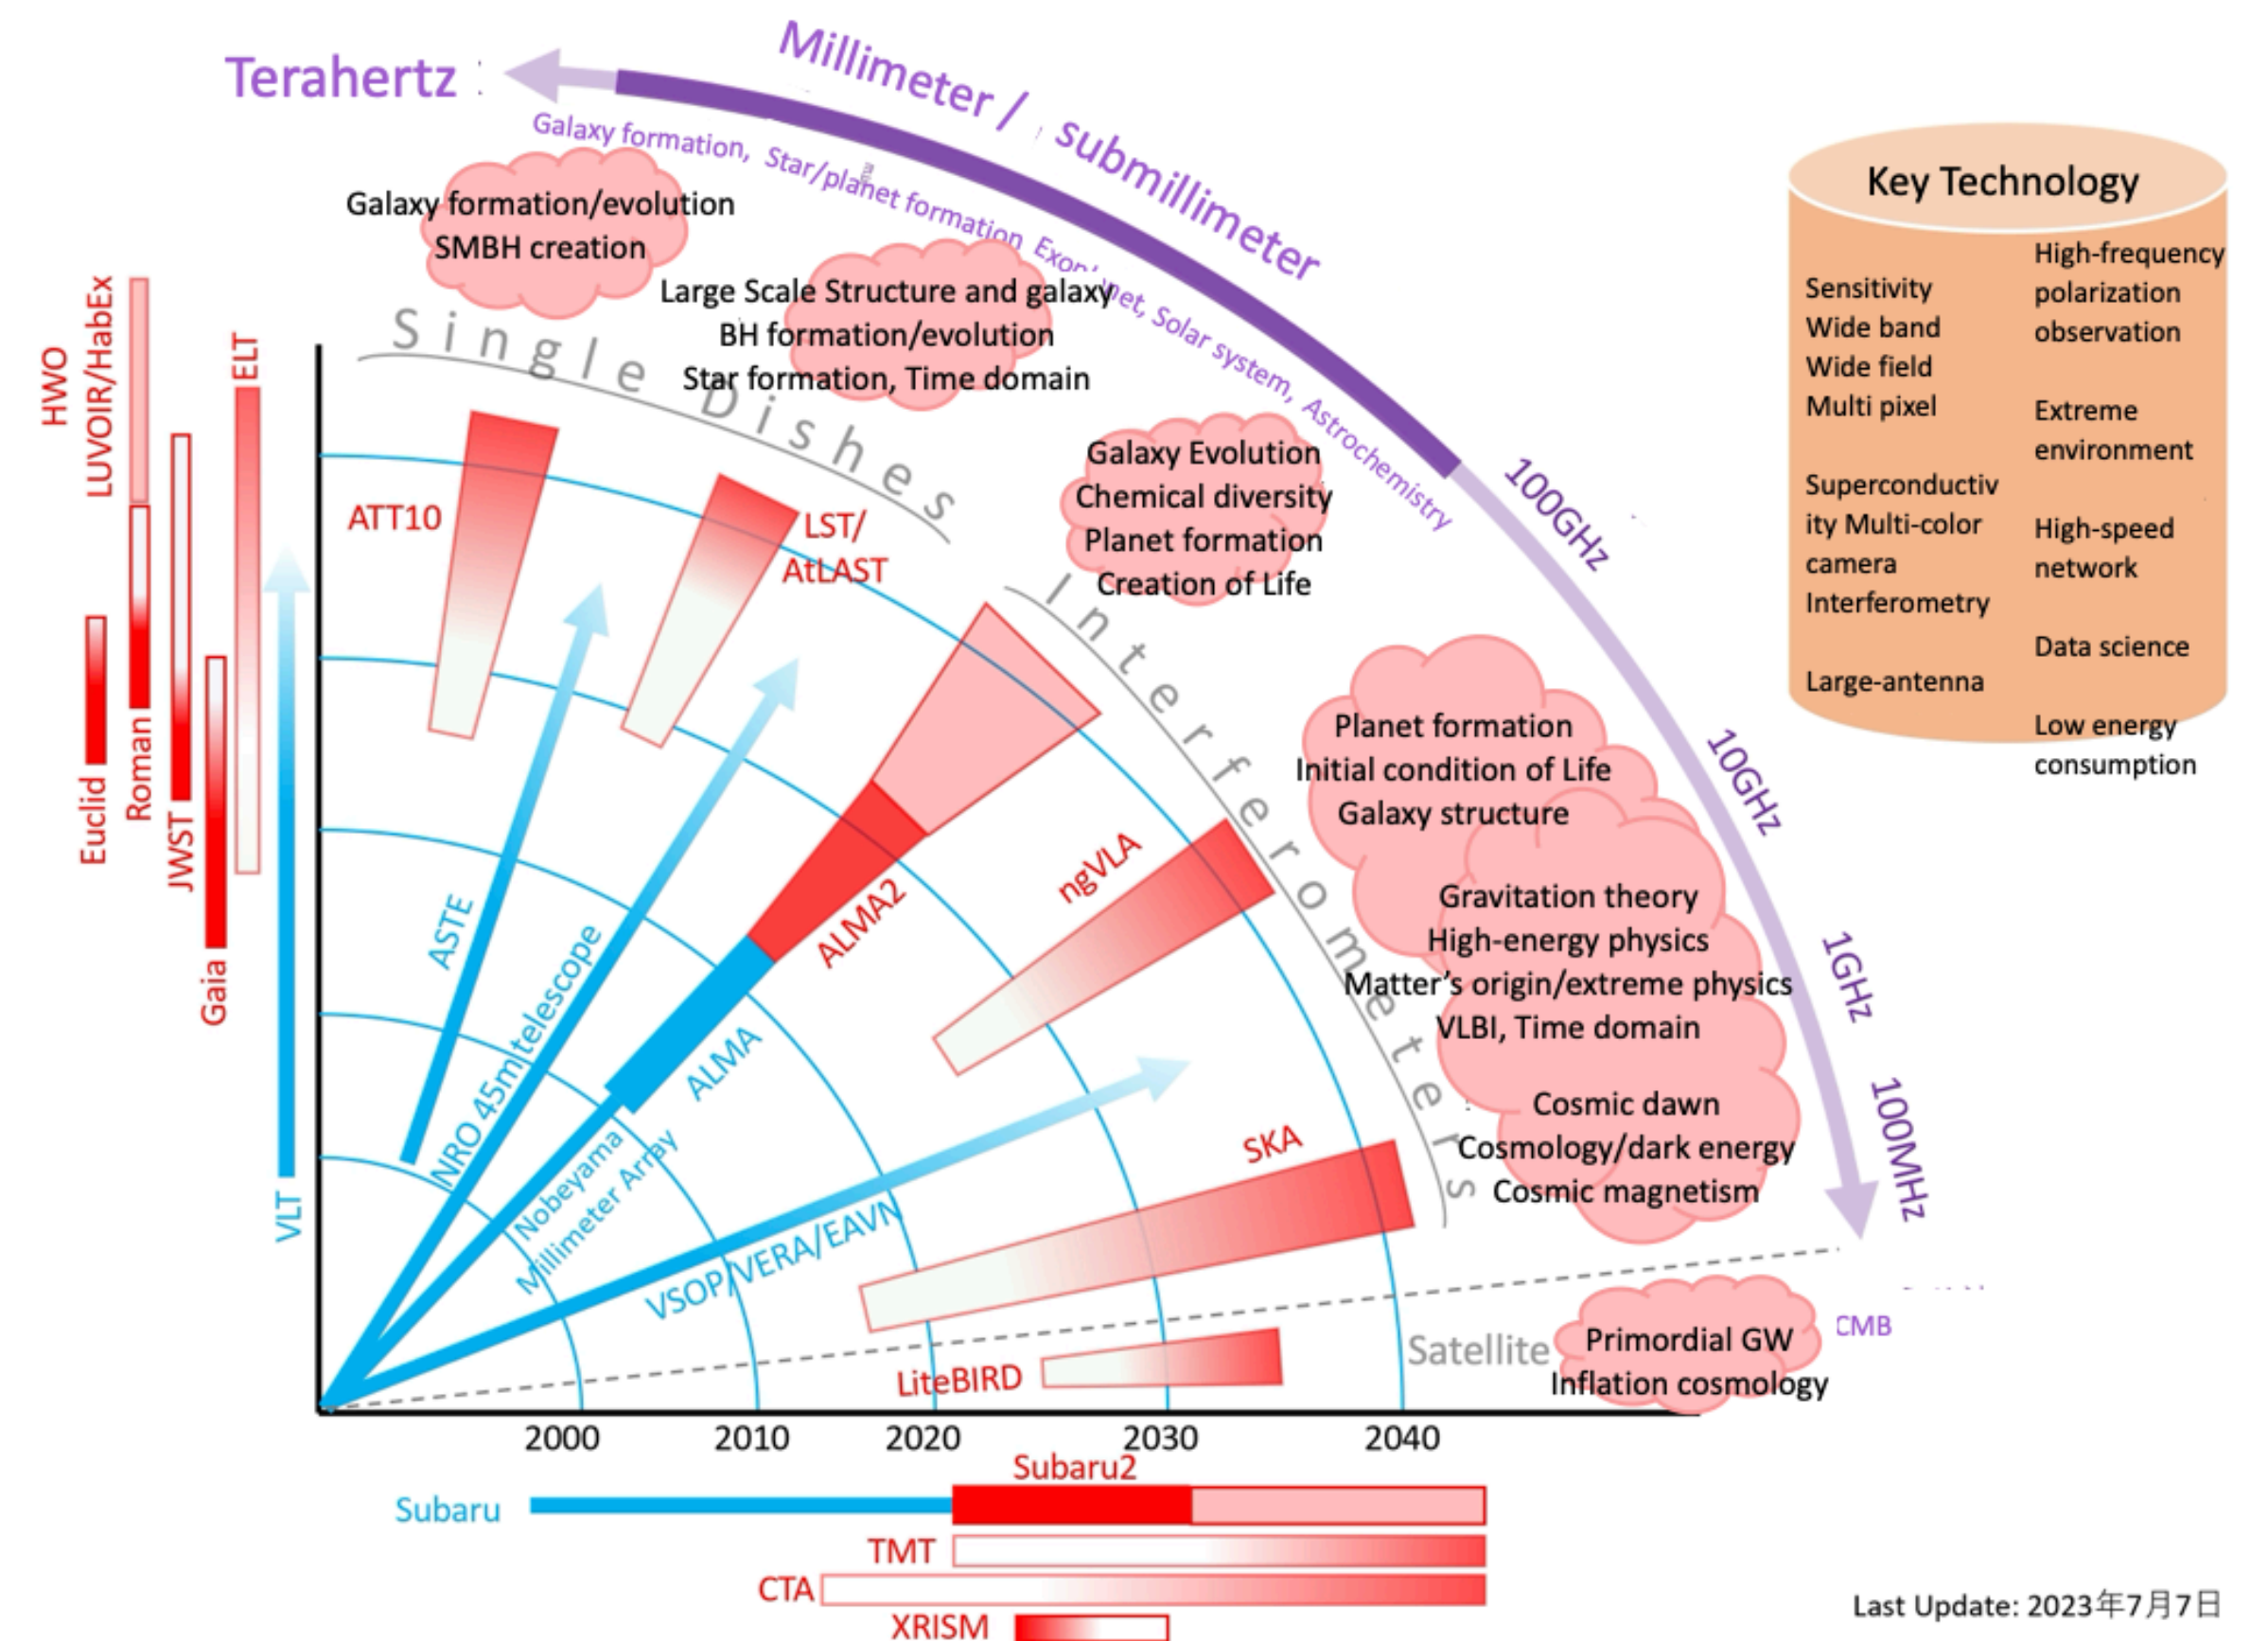 Terahertz
Millimeter / submillimeter
Galaxy formation, Star/planet formation
net, Solar system, Astrochemistry
100GHz
10GHz
1GHz
100MHz
CMB
Galaxy formation/evolution
SMBH creation
Large Scale Structure and galaxy
BH formation/evolution
Star formation, Time domain
Galaxy Evolution
Chemical diversity
Planet formation
Creation of Life
Planet formation
Initial condition of Life
Galaxy structure
Gravitation theory
High-energy physics
Matter's origin/extreme physics
VLBI, Time domain
Cosmic dawn
Cosmology/dark energy
Cosmic magnetism
Primordial GW
Inflation cosmology
Key Technology
Sensitivity
Wide band
Wide field
Multi pixel
Superconductiv
ity Multi-color
camera
Interferometry
Large-antenna
High-frequency
polarization
observation
Extreme
environment
High-speed
network
Data science
Low energy
consumption
Single Dishes
Interferometers
Satellite
HWO
LUVOIR/HabEx
ELT
Euclid
Roman
JWST
Gaia
VLT
ATT10
LST/
AtLAST
ASTE
NRO 45m telescope
Nobeyama
Millimeter Array
ALMA
ALMA2
ngVLA
VSOP/VERA/EAVN
SKA
LiteBIRD
2000
2010
2020
2030
2040
Subaru2
Subaru
TMT
CTA
XRISM
Last Update: 2023年7月7日